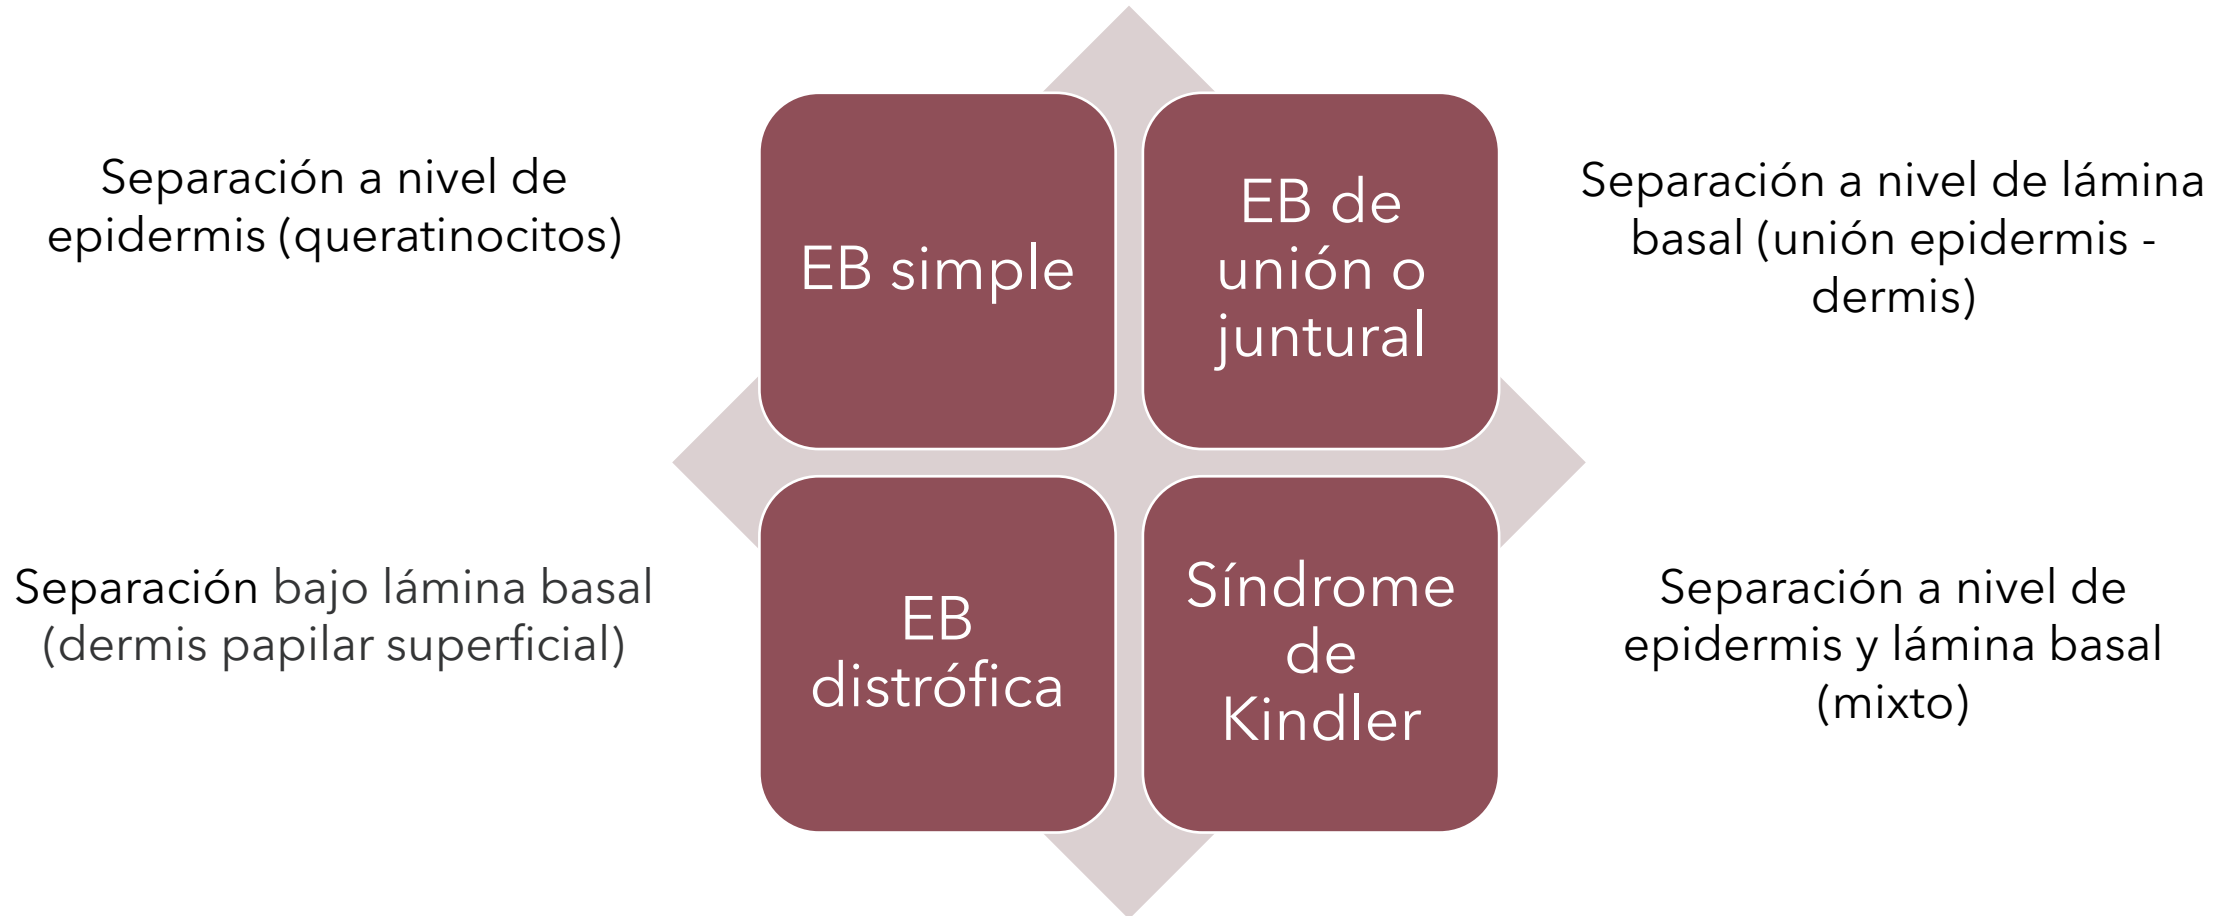 Separación a nivel de
epidermis (queratinocitos)
EB simple
EB de
unión o
juntural
Separación a nivel de lámina
basal (unión epidermis -
dermis)
Separación bajo lámina basal
(dermis papilar superficial)
EB
distrófica
Síndrome
de
Kindler
Separación a nivel de
epidermis y lámina basal
(mixto)